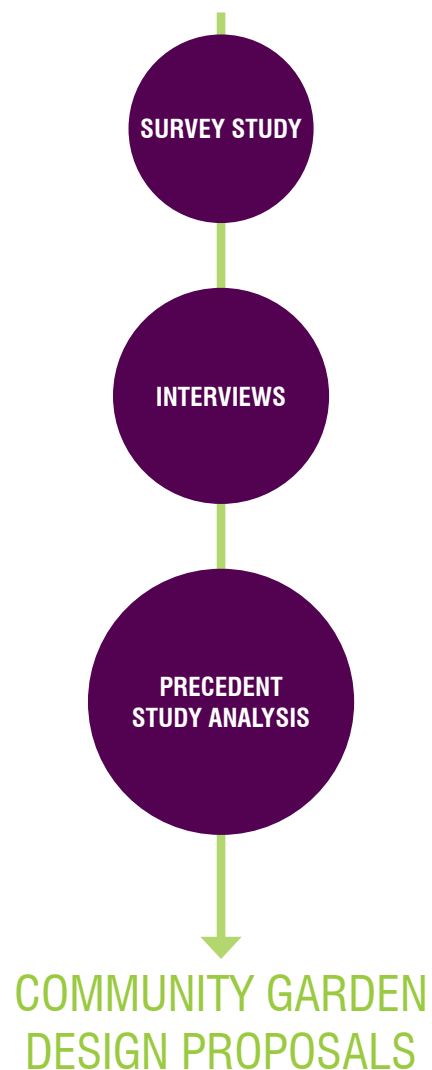 SURVEY STUDY
INTERVIEWS
PRECEDENT
STUDY ANALYSIS
COMMUNITY GARDEN
DESIGN PROPOSALS